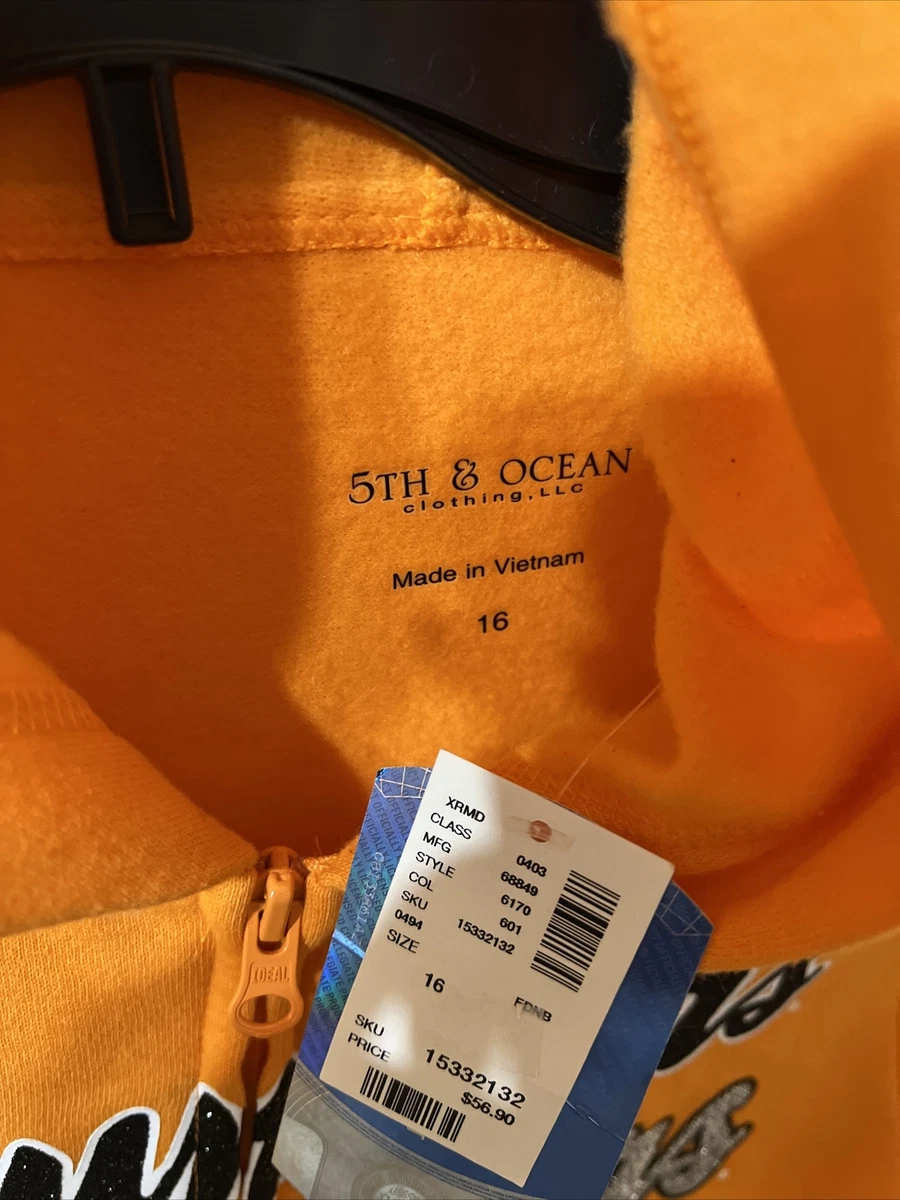 5TH & OCEAN
clothing, LLC
Made in Vietnam
16
XRMD
CLASS 0403
MFG 68849
STYLE 6170
COL 601
SKU 15332132
0494
SIZE
16
FDNB
SKU 15332132
PRICE $56.90
IDEAL